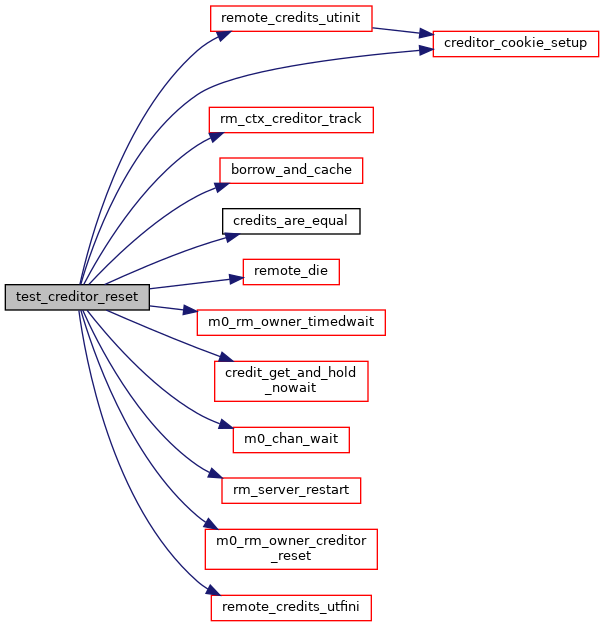 remote_credits_utinit
creditor_cookie_setup
rm_ctx_creditor_track
borrow_and_cache
credits_are_equal
remote_die
test_creditor_reset
m0_rm_owner_timedwait
credit_get_and_hold
_nowait
m0_chan_wait
rm_server_restart
m0_rm_owner_creditor
_reset
remote_credits_utfini